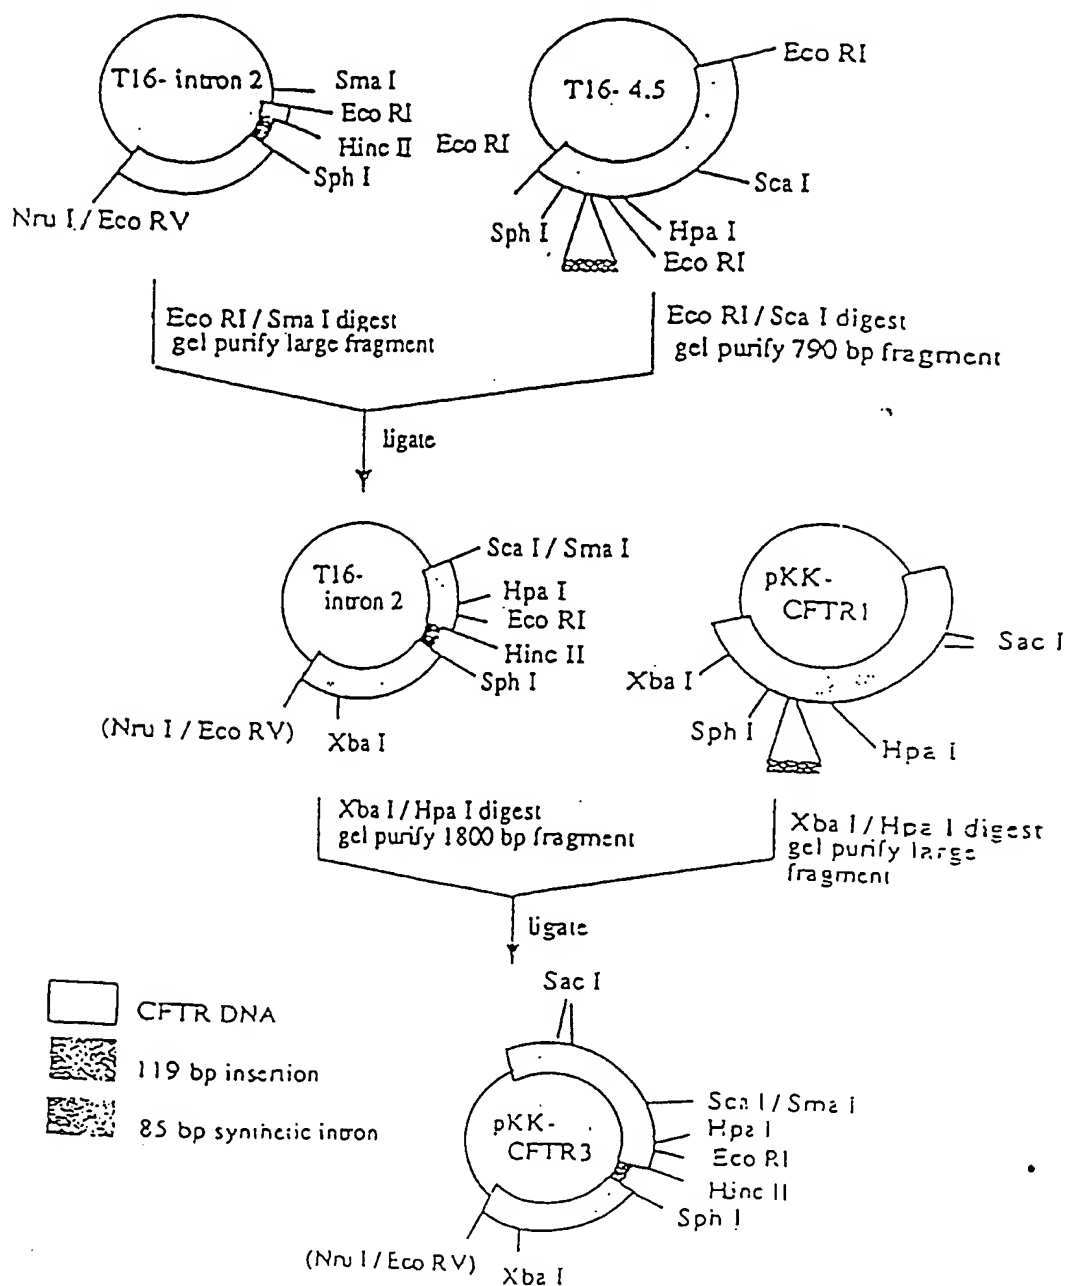 T16- intron 2
Sma I
Eco RI
Hinc II
Sph I
Nru I / Eco RV
T16- 4.5
Eco RI
Eco RI
Sca I
Sph I
Hpa I
Eco RI
Eco RI / Sma I digest
gel purify large fragment
Eco RI / Sca I digest
gel purify 790 bp fragment
ligate
T16-
intron 2
Sca I / Sma I
Hpa I
Eco RI
Hinc II
Sph I
(Nru I / Eco RV)
Xba I
pKK-
CFTR1
Sac I
Xba I
Sph I
Hpa I
Xba I / Hpa I digest
gel purify 1800 bp fragment
Xba I / Hpa I digest
gel purify large
fragment
ligate
Sac I
CFTR DNA
119 bp insertion
85 bp synthetic intron
pKK-
CFTR3
Sca I / Sma I
Hpa I
Eco RI
Hinc II
Sph I
(Nru I / Eco RV)
Xba I